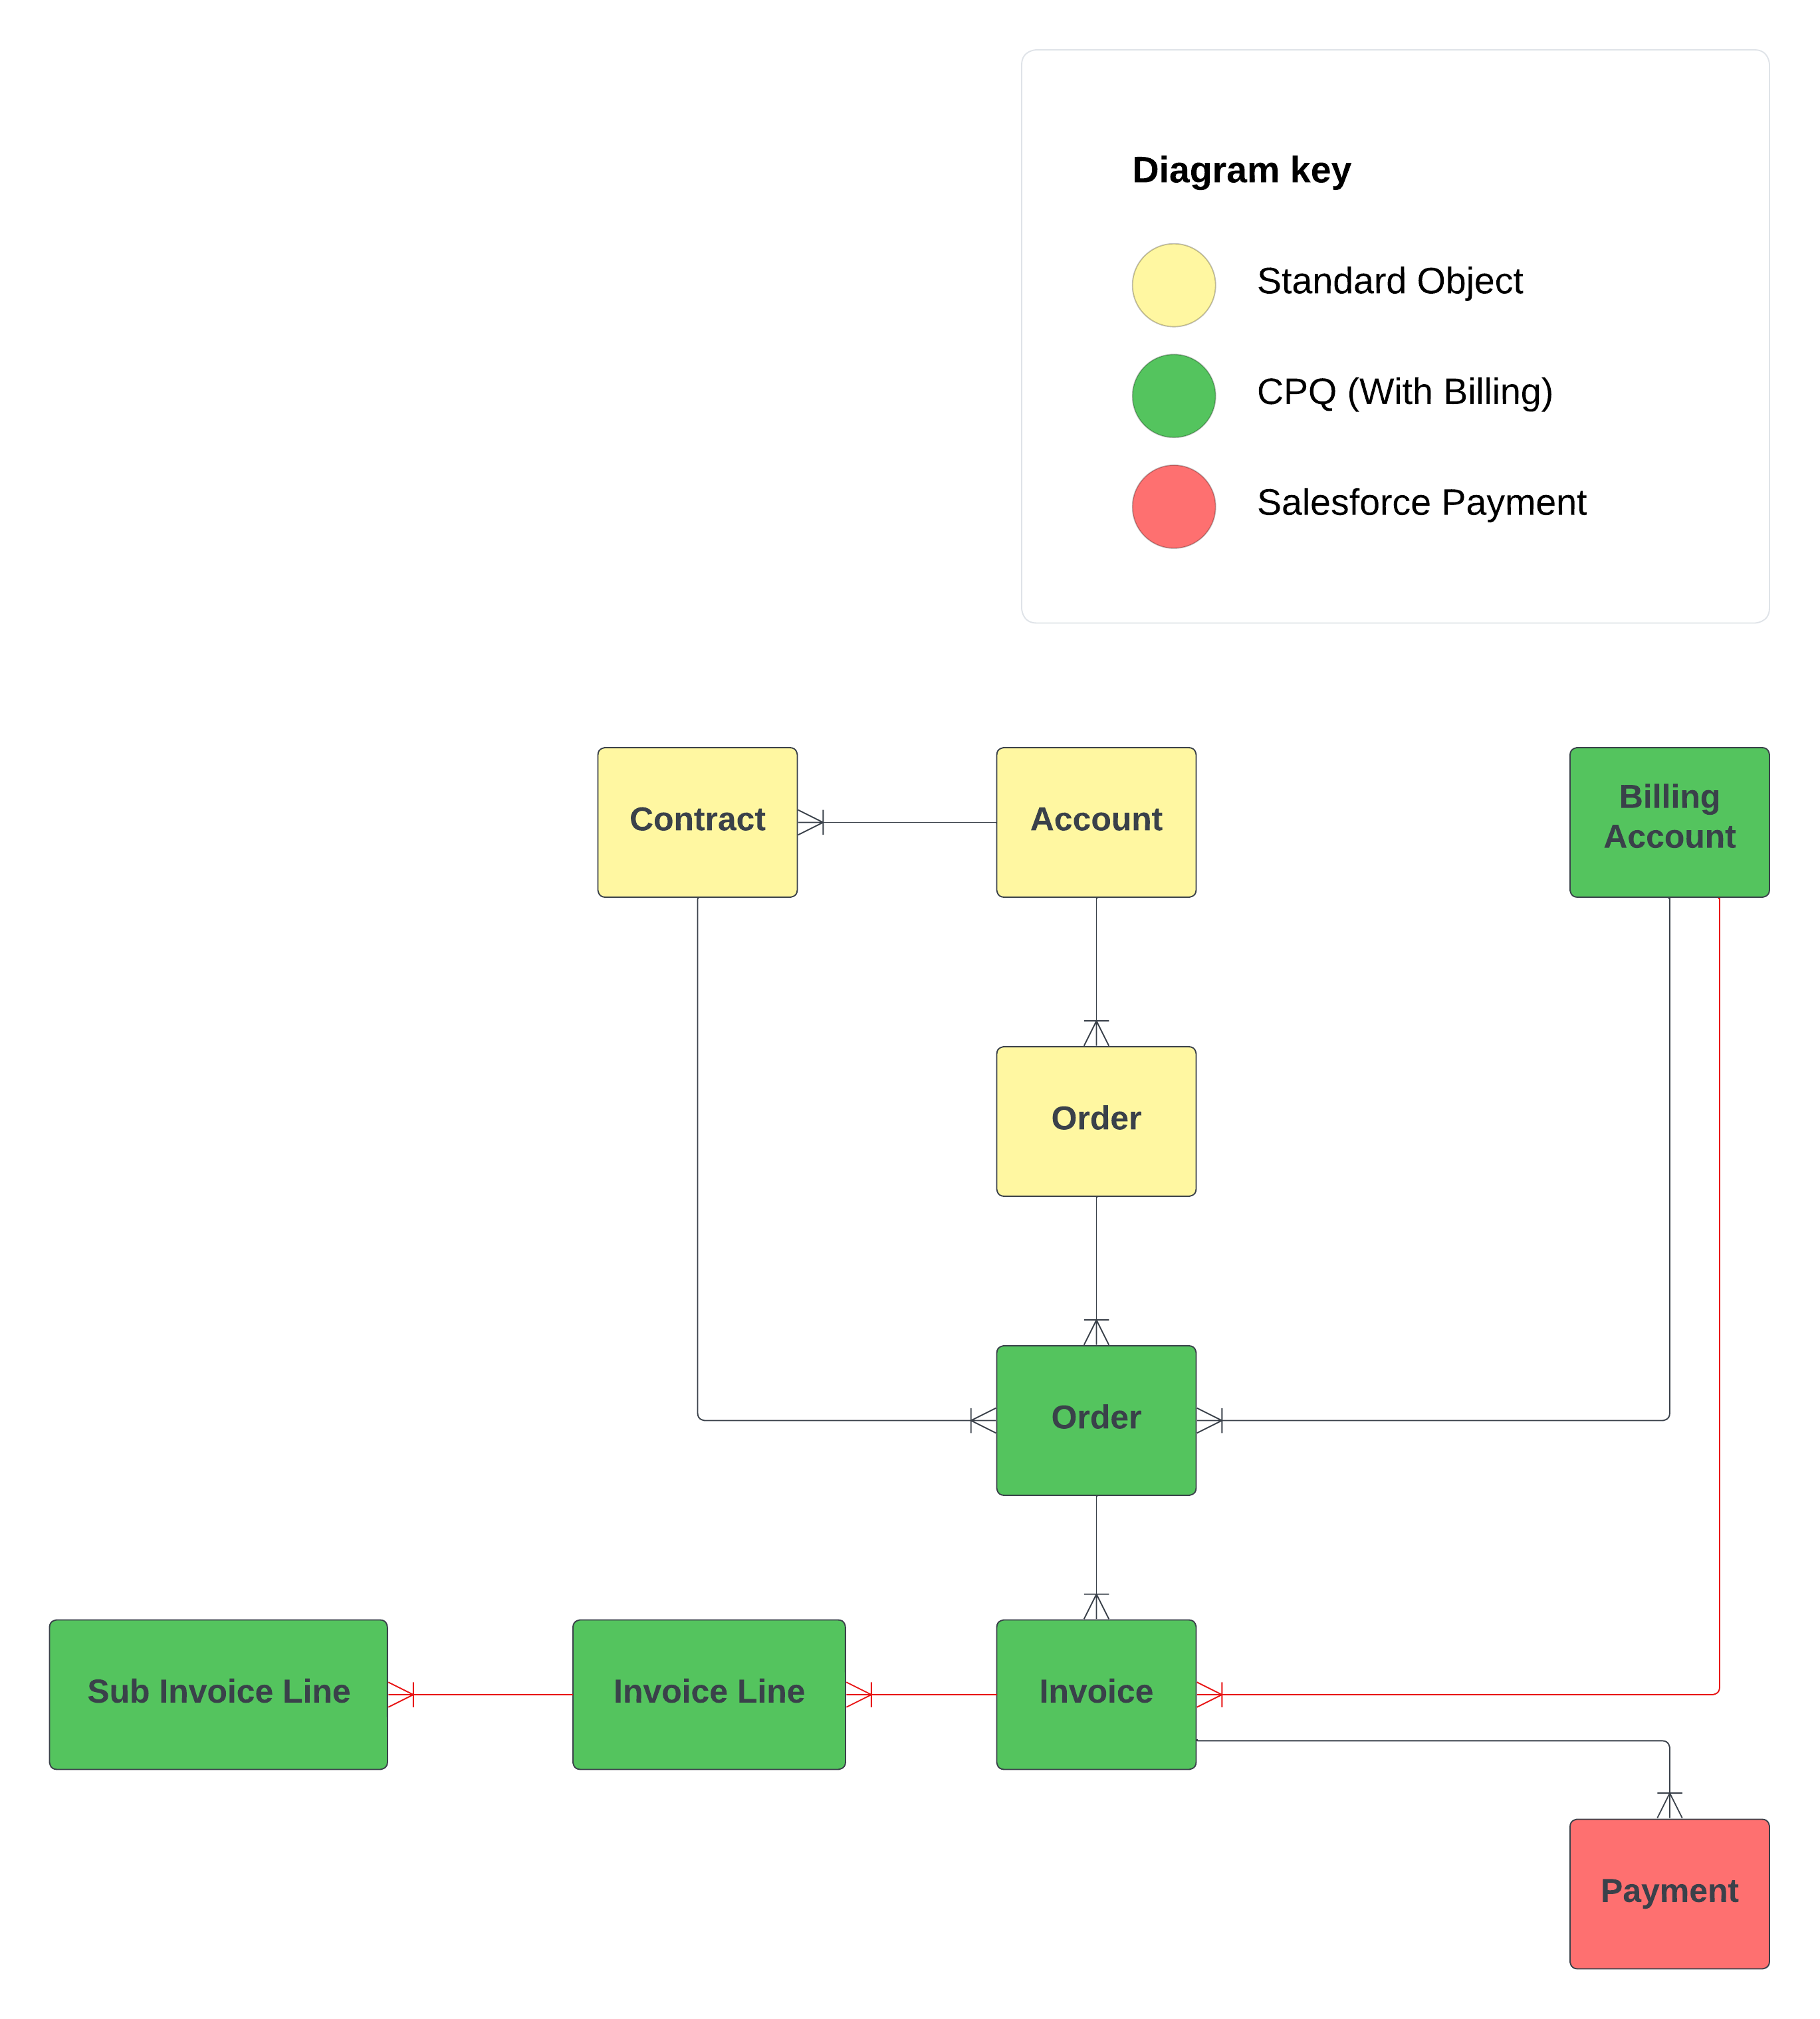 Diagram key
Standard Object
CPQ (With Billing)
Salesforce Payment
Contract
Account
Billing
Account
Order
Order
Sub Invoice Line
Invoice Line
Invoice
Payment